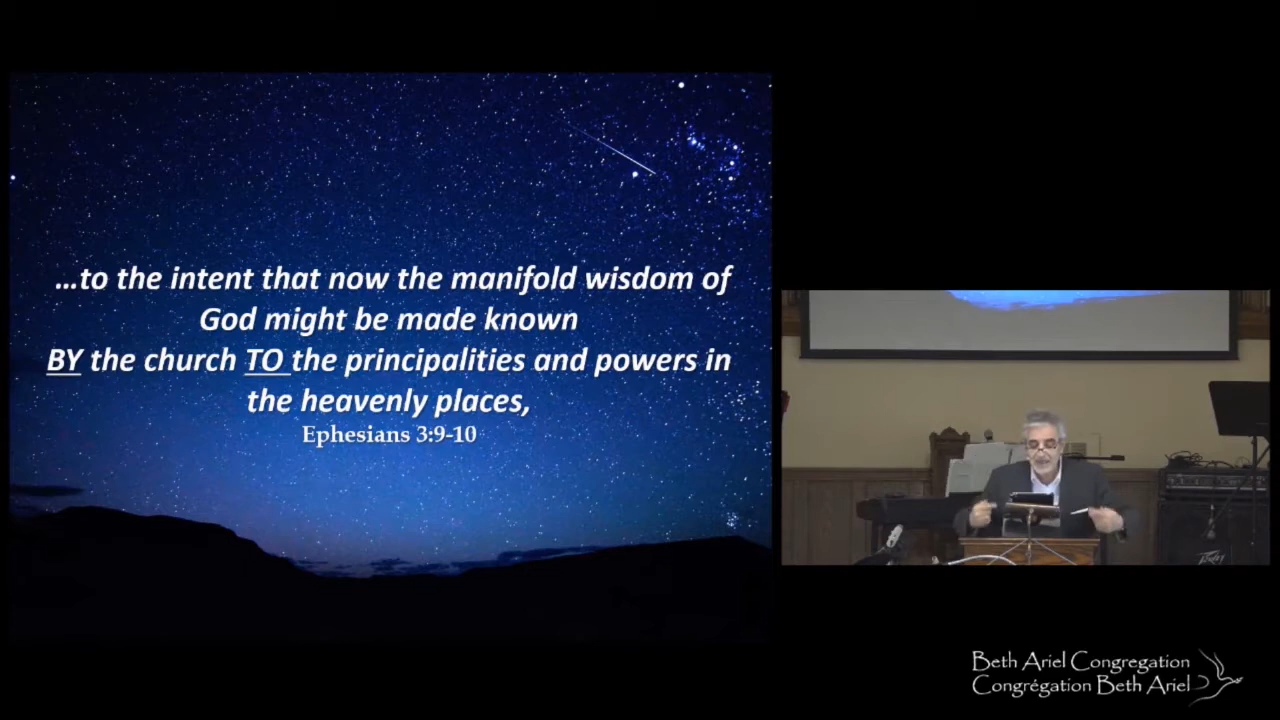 …to the intent that now the manifold wisdom of
God might be made known
BY the church TO the principalities and powers in
the heavenly places,
Ephesians 3:9-10
Beth Ariel Congregation
Congrégation Beth Ariel